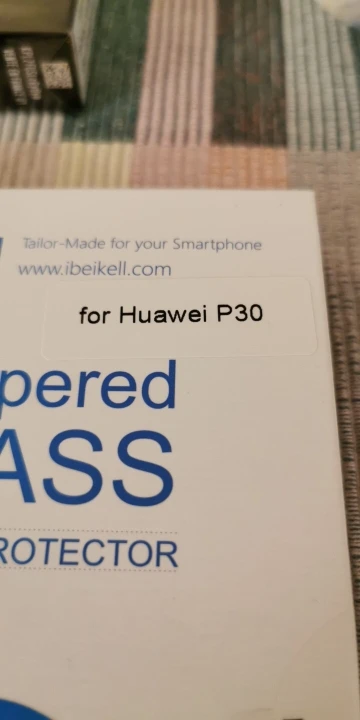 Tailor-Made for your Smartphone
www.ibeikell.com
for Huawei P30
pered
ASS
ROTECTOR